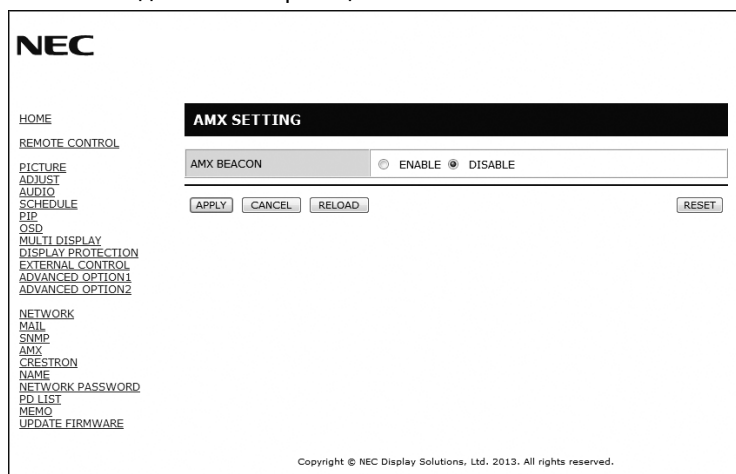 NEC
HOME
REMOTE CONTROL
PICTURE
ADJUST
AUDIO
SCHEDULE
PIP
OSD
MULTI DISPLAY
DISPLAY PROTECTION
EXTERNAL CONTROL
ADVANCED OPTION1
ADVANCED OPTION2
NETWORK
MAIL
SNMP
AMX
CRESTRON
NAME
NETWORK PASSWORD
PD LIST
MEMO
UPDATE FIRMWARE
AMX SETTING
AMX BEACON ENABLE DISABLE
APPLY CANCEL RELOAD RESET
Copyright © NEC Display Solutions, Ltd. 2013. All rights reserved.